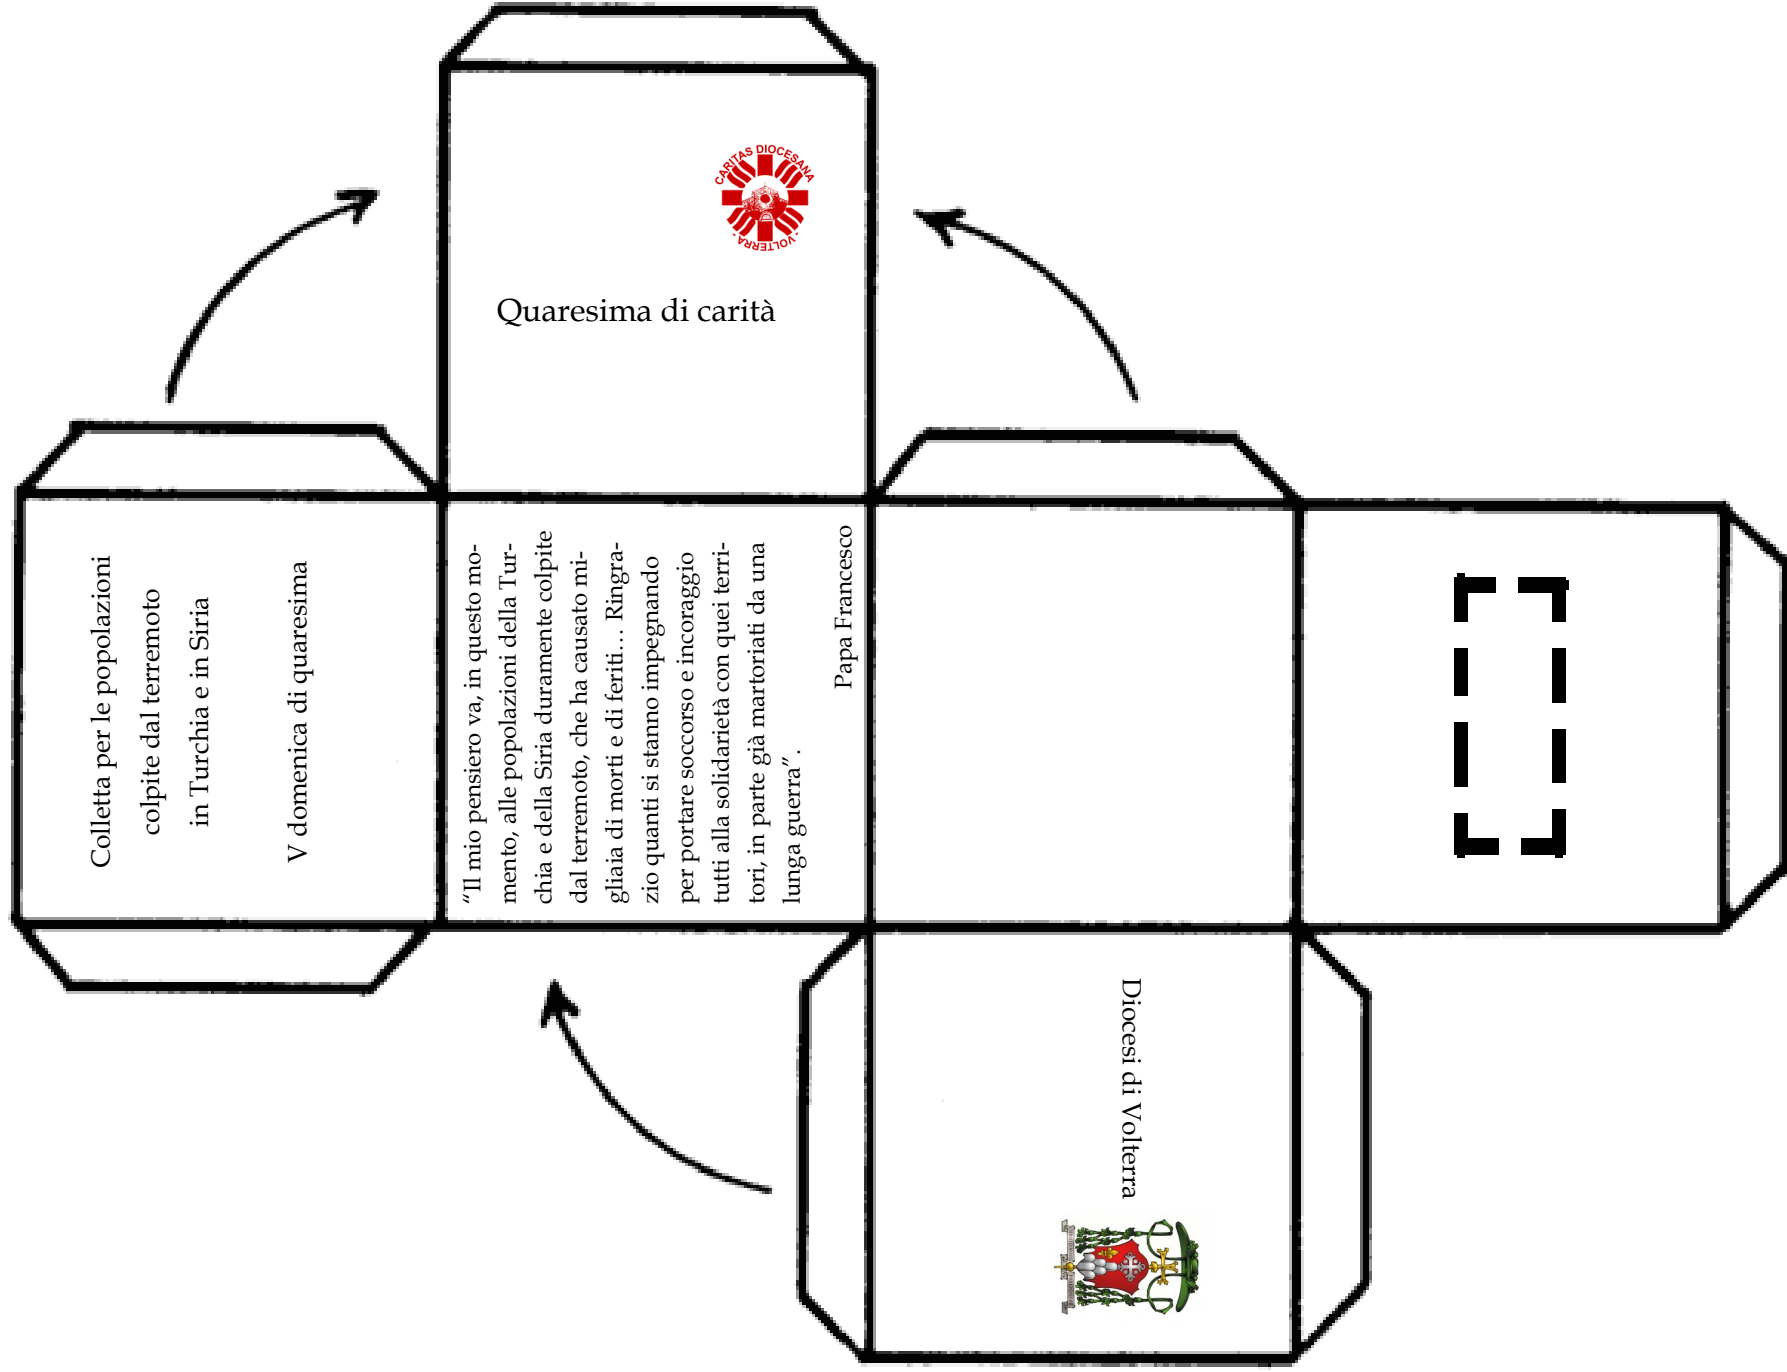 CARITAS DIOCESANA
- VOLTERRA -
Quaresima di carità
Colletta per le popolazioni
colpite dal terremoto
in Turchia e in Siria
V domenica di quaresima
“Il mio pensiero va, in questo mo-
mento, alle popolazioni della Tur-
chia e della Siria duramente colpite
dal terremoto, che ha causato mi-
gliaia di morti e di feriti… Ringra-
zio quanti si stanno impegnando
per portare soccorso e incoraggio
tutti alla solidarietà con quei terri-
tori, in parte già martoriati da una
lunga guerra”.
Papa Francesco
Diocesi di Volterra